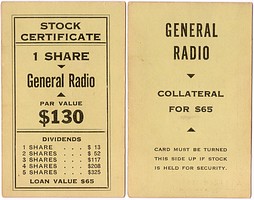 STOCK
CERTIFICATE
1 SHARE
General Radio
PAR VALUE
$130
DIVIDENDS
1 SHARE . . . $ 13
2 SHARES . . . $ 52
3 SHARES . . . $117
4 SHARES . . . $208
5 SHARES . . . $325
LOAN VALUE $65
GENERAL
RADIO
COLLATERAL
FOR $65
CARD MUST BE TURNED
THIS SIDE UP IF STOCK
IS HELD FOR SECURITY.